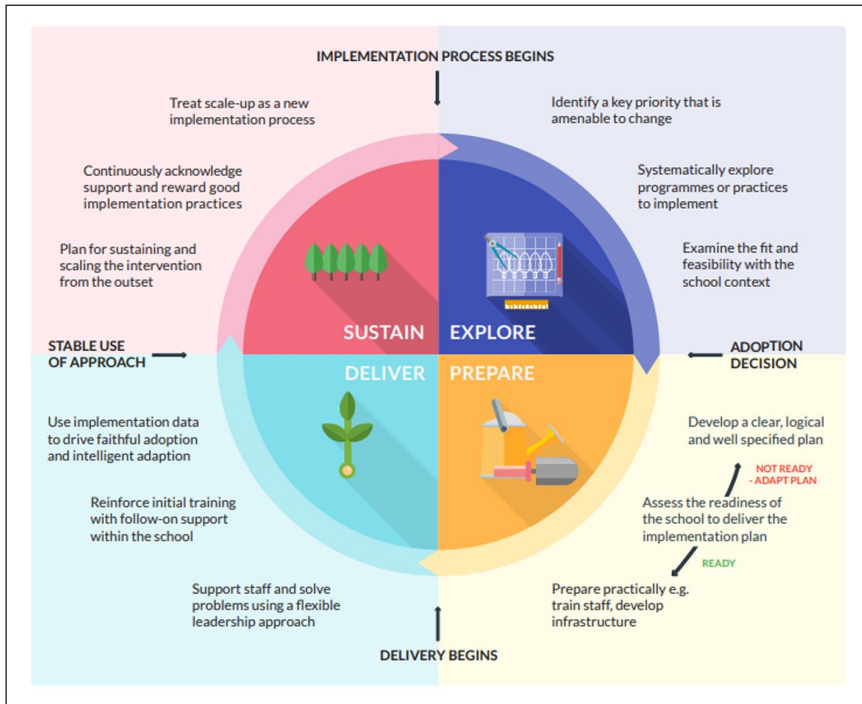 IMPLEMENTATION PROCESS BEGINS
Treat scale-up as a new
implementation process
Identify a key priority that is
amenable to change
Continuously acknowledge
support and reward good
implementation practices
Systematically explore
programmes or practices
to implement
Plan for sustaining and
scaling the intervention
from the outset
Examine the fit and
feasibility with the
school context
SUSTAIN
EXPLORE
STABLE USE
OF APPROACH
ADOPTION
DECISION
DELIVER
PREPARE
Use implementation data
to drive faithful adoption
and intelligent adaption
Develop a clear, logical
and well specified plan
NOT READY
- ADAPT PLAN
Reinforce initial training
with follow-on support
within the school
Assess the readiness of
the school to deliver the
implementation plan
READY
Support staff and solve
problems using a flexible
leadership approach
Prepare practically e.g.
train staff, develop
infrastructure
DELIVERY BEGINS